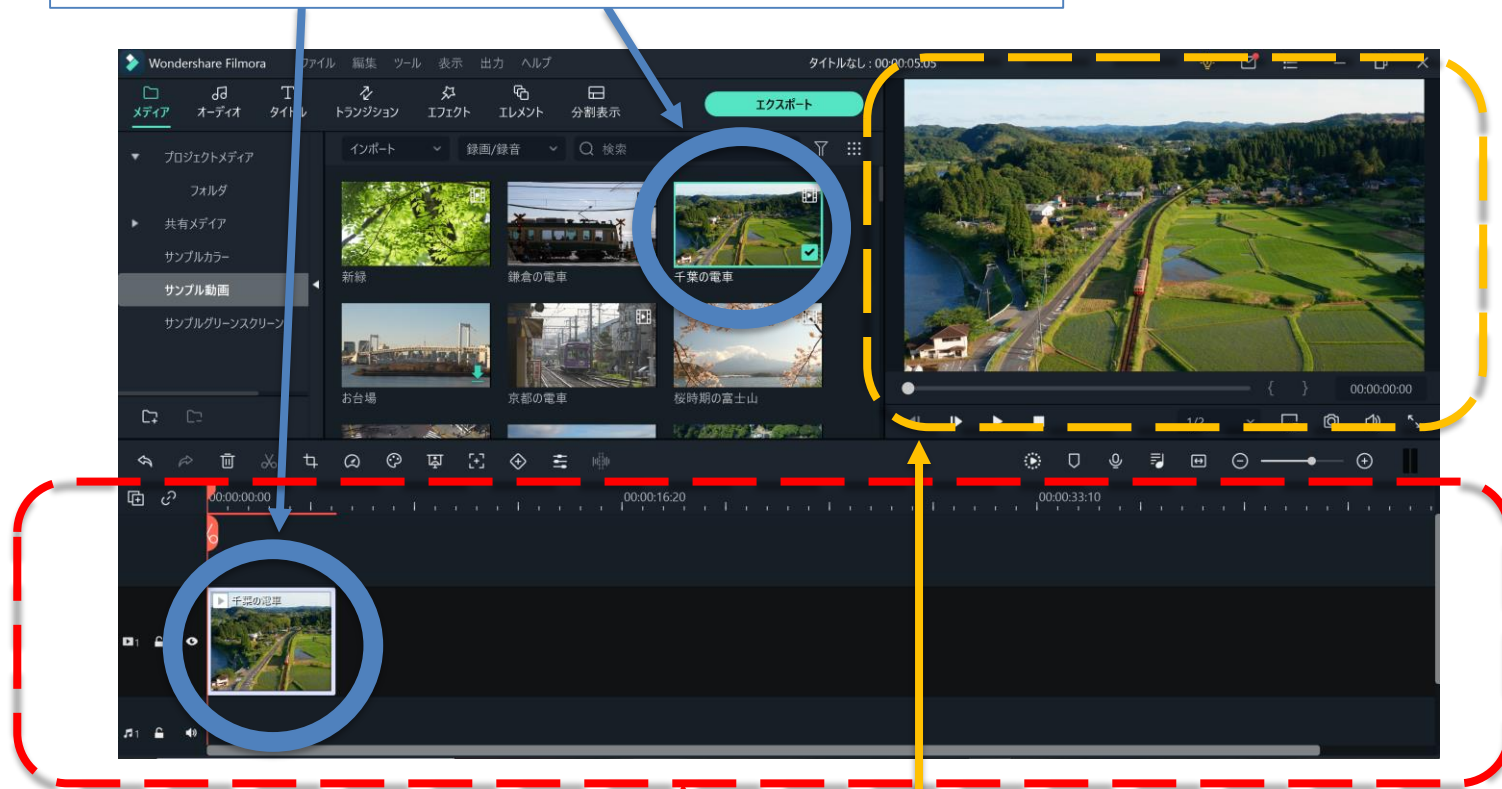 Wondershare Filmora ファイル 編集 ツール 表示 出力 ヘルプ タイトルなし : 00:00:05:05
メディア オーディオ タイトル トランジション エフェクト エレメント 分割表示 エクスポート
プロジェクトメディア インポート 録画/録音 検索
フォルダ
共有メディア
サンプルカラー
新緑 鎌倉の電車 千葉の電車
サンプル動画
サンプルグリーンスクリーン
お台場 京都の電車 桜時期の富士山
{ } 00:00:00:00
1/2
00:00:00:00 00:00:16:20 00:00:33:10
千葉の電車
1
1